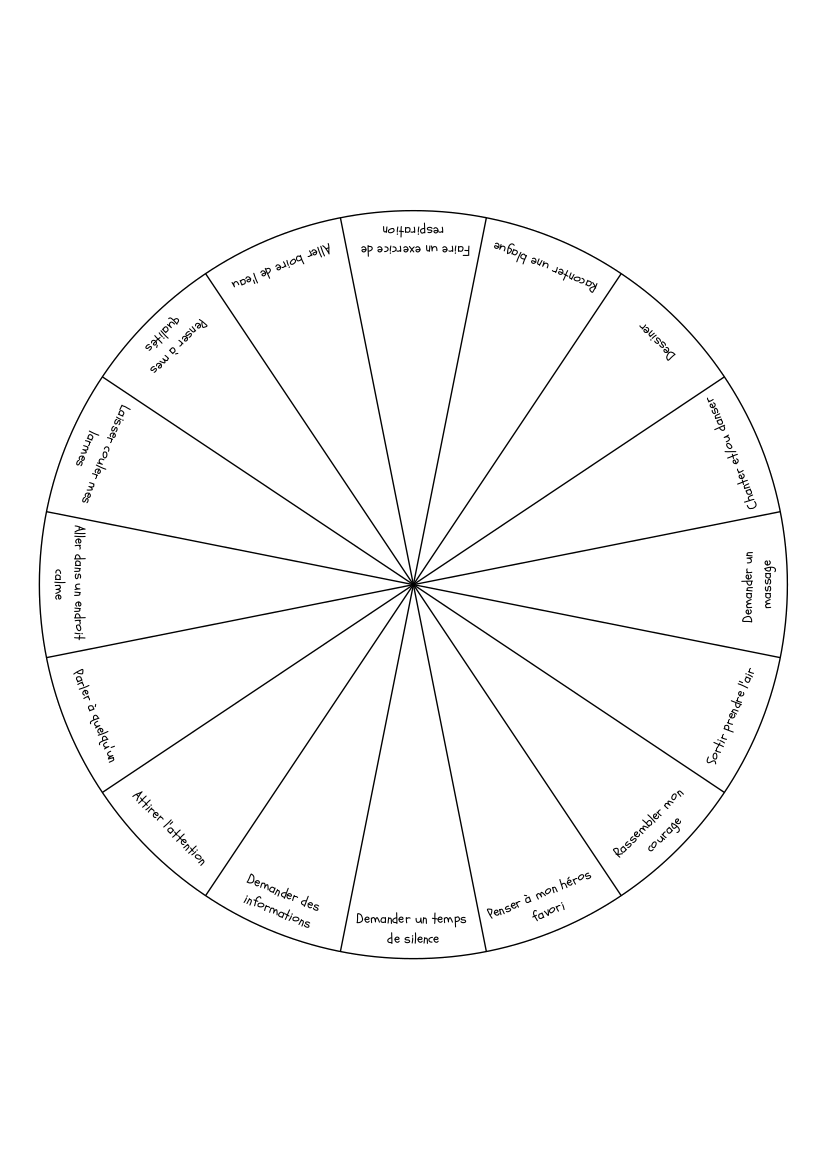 Faire un exercice de
respiration
Raconter une blague
Dessiner
Chanter et/ou danser
Demander un
massage
Sortir prendre l'air
Rassembler mon
courage
Penser à mon héros
favori
Demander un temps
de silence
Demander des
informations
Attirer l'attention
Parler à quelqu'un
Aller dans un endroit
calme
Laisser couler mes
larmes
Penser à mes
qualités
Aller boire de l'eau